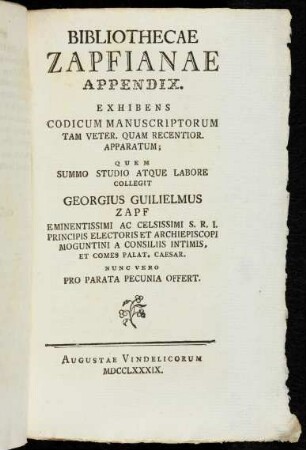 BIBLIOTHECAE
ZAPFIANAE
APPENDIX.
EXHIBENS
CODICUM MANUSCRIPTORUM
TAM VETER. QUAM RECENTIOR.
APPARATUM;
QUEM
SUMMO STUDIO ATQUE LABORE
COLLEGIT
GEORGIUS GUILIELMUS
ZAPF
EMINENTISSIMI AC CELSISSIMI S. R. I.
PRINCIPIS ELECTORIS ET ARCHIEPISCOPI
MOGUNTINI A CONSILIIS INTIMIS,
ET COMES PALAT. CAESAR.
NUNC VERO
PRO PARATA PECUNIA OFFERT.
AUGUSTAE VINDELICORUM
MDCCLXXXIX.